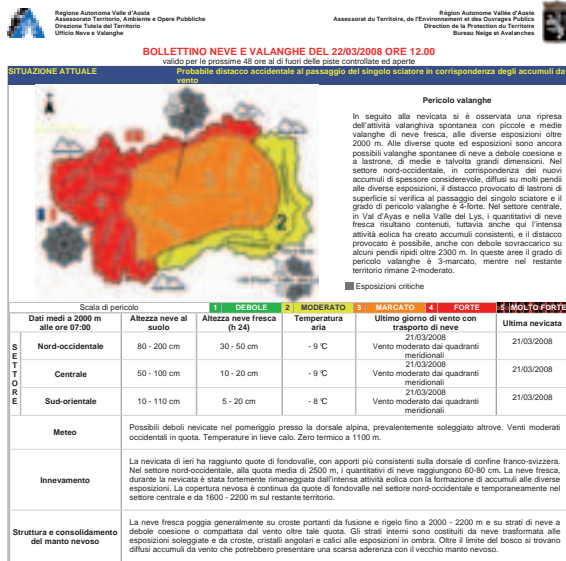 Regione Autonoma Valle d'Aosta
Assessorato Territorio, Ambiente e Opere Pubbliche
Direzione Tutela del Territorio
Ufficio Neve e Valanghe
Région Autonome Vallée d'Aoste
Assessorat du Territoire, de l'Environnement et des Ouvrages Publics
Direction de la Protection du Territoire
Bureau Neige et Avalanches
BOLLETTINO NEVE E VALANGHE DEL 22/03/2008 ORE 12.00
valido per le prossime 48 ore al di fuori delle piste controllate ed aperte
SITUAZIONE ATTUALE
Probabile distacco accidentale al passaggio del singolo sciatore in corrispondenza degli accumuli da
vento
2
Pericolo valanghe
In seguito alla nevicata si è osservata una ripresa
dell'attività valanghiva spontanea con piccole e medie
valanghe di neve fresca, alle diverse esposizioni oltre
2000 m. Alle diverse quote ed esposizioni sono ancora
possibili valanghe spontanee di neve a debole coesione e
a lastrone, di medie e talvolta grandi dimensioni. Nel
settore nord-occidentale, in corrispondenza dei nuovi
accumuli di spessore considerevole, diffusi su molti pendii
alle diverse esposizioni, il distacco provocato di lastroni di
superficie si verifica al passaggio del singolo sciatore e il
grado di pericolo valanghe è 4-forte. Nel settore centrale,
in Val d'Ayas e nella Valle del Lys, i quantitativi di neve
fresca risultano contenuti, tuttavia anche qui l'intensa
attività eolica ha creato accumuli consistenti, e il distacco
provocato è possibile, anche con debole sovraccarico su
alcuni pendii ripidi oltre 2300 m. In queste aree il grado di
pericolo valanghe è 3-marcato, mentre nel restante
territorio rimane 2-moderato.
Esposizioni critiche
Scala di pericolo
1 DEBOLE
2 MODERATO
3 MARCATO
4 FORTE
5 MOLTO FORTE
Dati medi a 2000 m
alle ore 07:00
Altezza neve al
suolo
Altezza neve fresca
(h 24)
Temperatura
aria
Ultimo giorno di vento con
trasporto di neve
Ultima nevicata
SETTORE
Nord-occidentale
80 - 200 cm
30 - 50 cm
- 9 °C
21/03/2008
Vento moderato dai quadranti
meridionali
21/03/2008
Centrale
50 - 100 cm
10 - 20 cm
- 9 °C
21/03/2008
Vento moderato dai quadranti
meridionali
21/03/2008
Sud-orientale
10 - 110 cm
5 - 20 cm
- 8 °C
21/03/2008
Vento moderato dai quadranti
meridionali
21/03/2008
Meteo
Possibili deboli nevicate nel pomeriggio presso la dorsale alpina, prevalentemente soleggiato altrove. Venti moderati
occidentali in quota. Temperature in lieve calo. Zero termico a 1100 m.
Innevamento
La nevicata di ieri ha raggiunto quote di fondovalle, con apporti più consistenti sulla dorsale di confine franco-svizzera.
Nel settore nord-occidentale, alla quota media di 2500 m, i quantitativi di neve raggiungono 60-80 cm. La neve fresca,
durante la nevicata è stata fortemente rimaneggiata dall'intensa attività eolica con la formazione di accumuli alle diverse
esposizioni. La copertura nevosa è continua da quote di fondovalle nel settore nord-occidentale e temporaneamente nel
settore centrale e da 1600 - 2200 m sul restante territorio.
Struttura e consolidamento
del manto nevoso
La neve fresca poggia generalmente su croste portanti da fusione e rigelo fino a 2000 - 2200 m e su strati di neve a
debole coesione o compattata dal vento oltre tale quota. Gli strati interni sono costituiti da neve trasformata alle
esposizioni soleggiate e da croste, cristalli angolari e calici alle esposizioni in ombra. Oltre il limite del bosco si trovano
diffusi accumuli da vento che potrebbero presentare una scarsa aderenza con il vecchio manto nevoso.